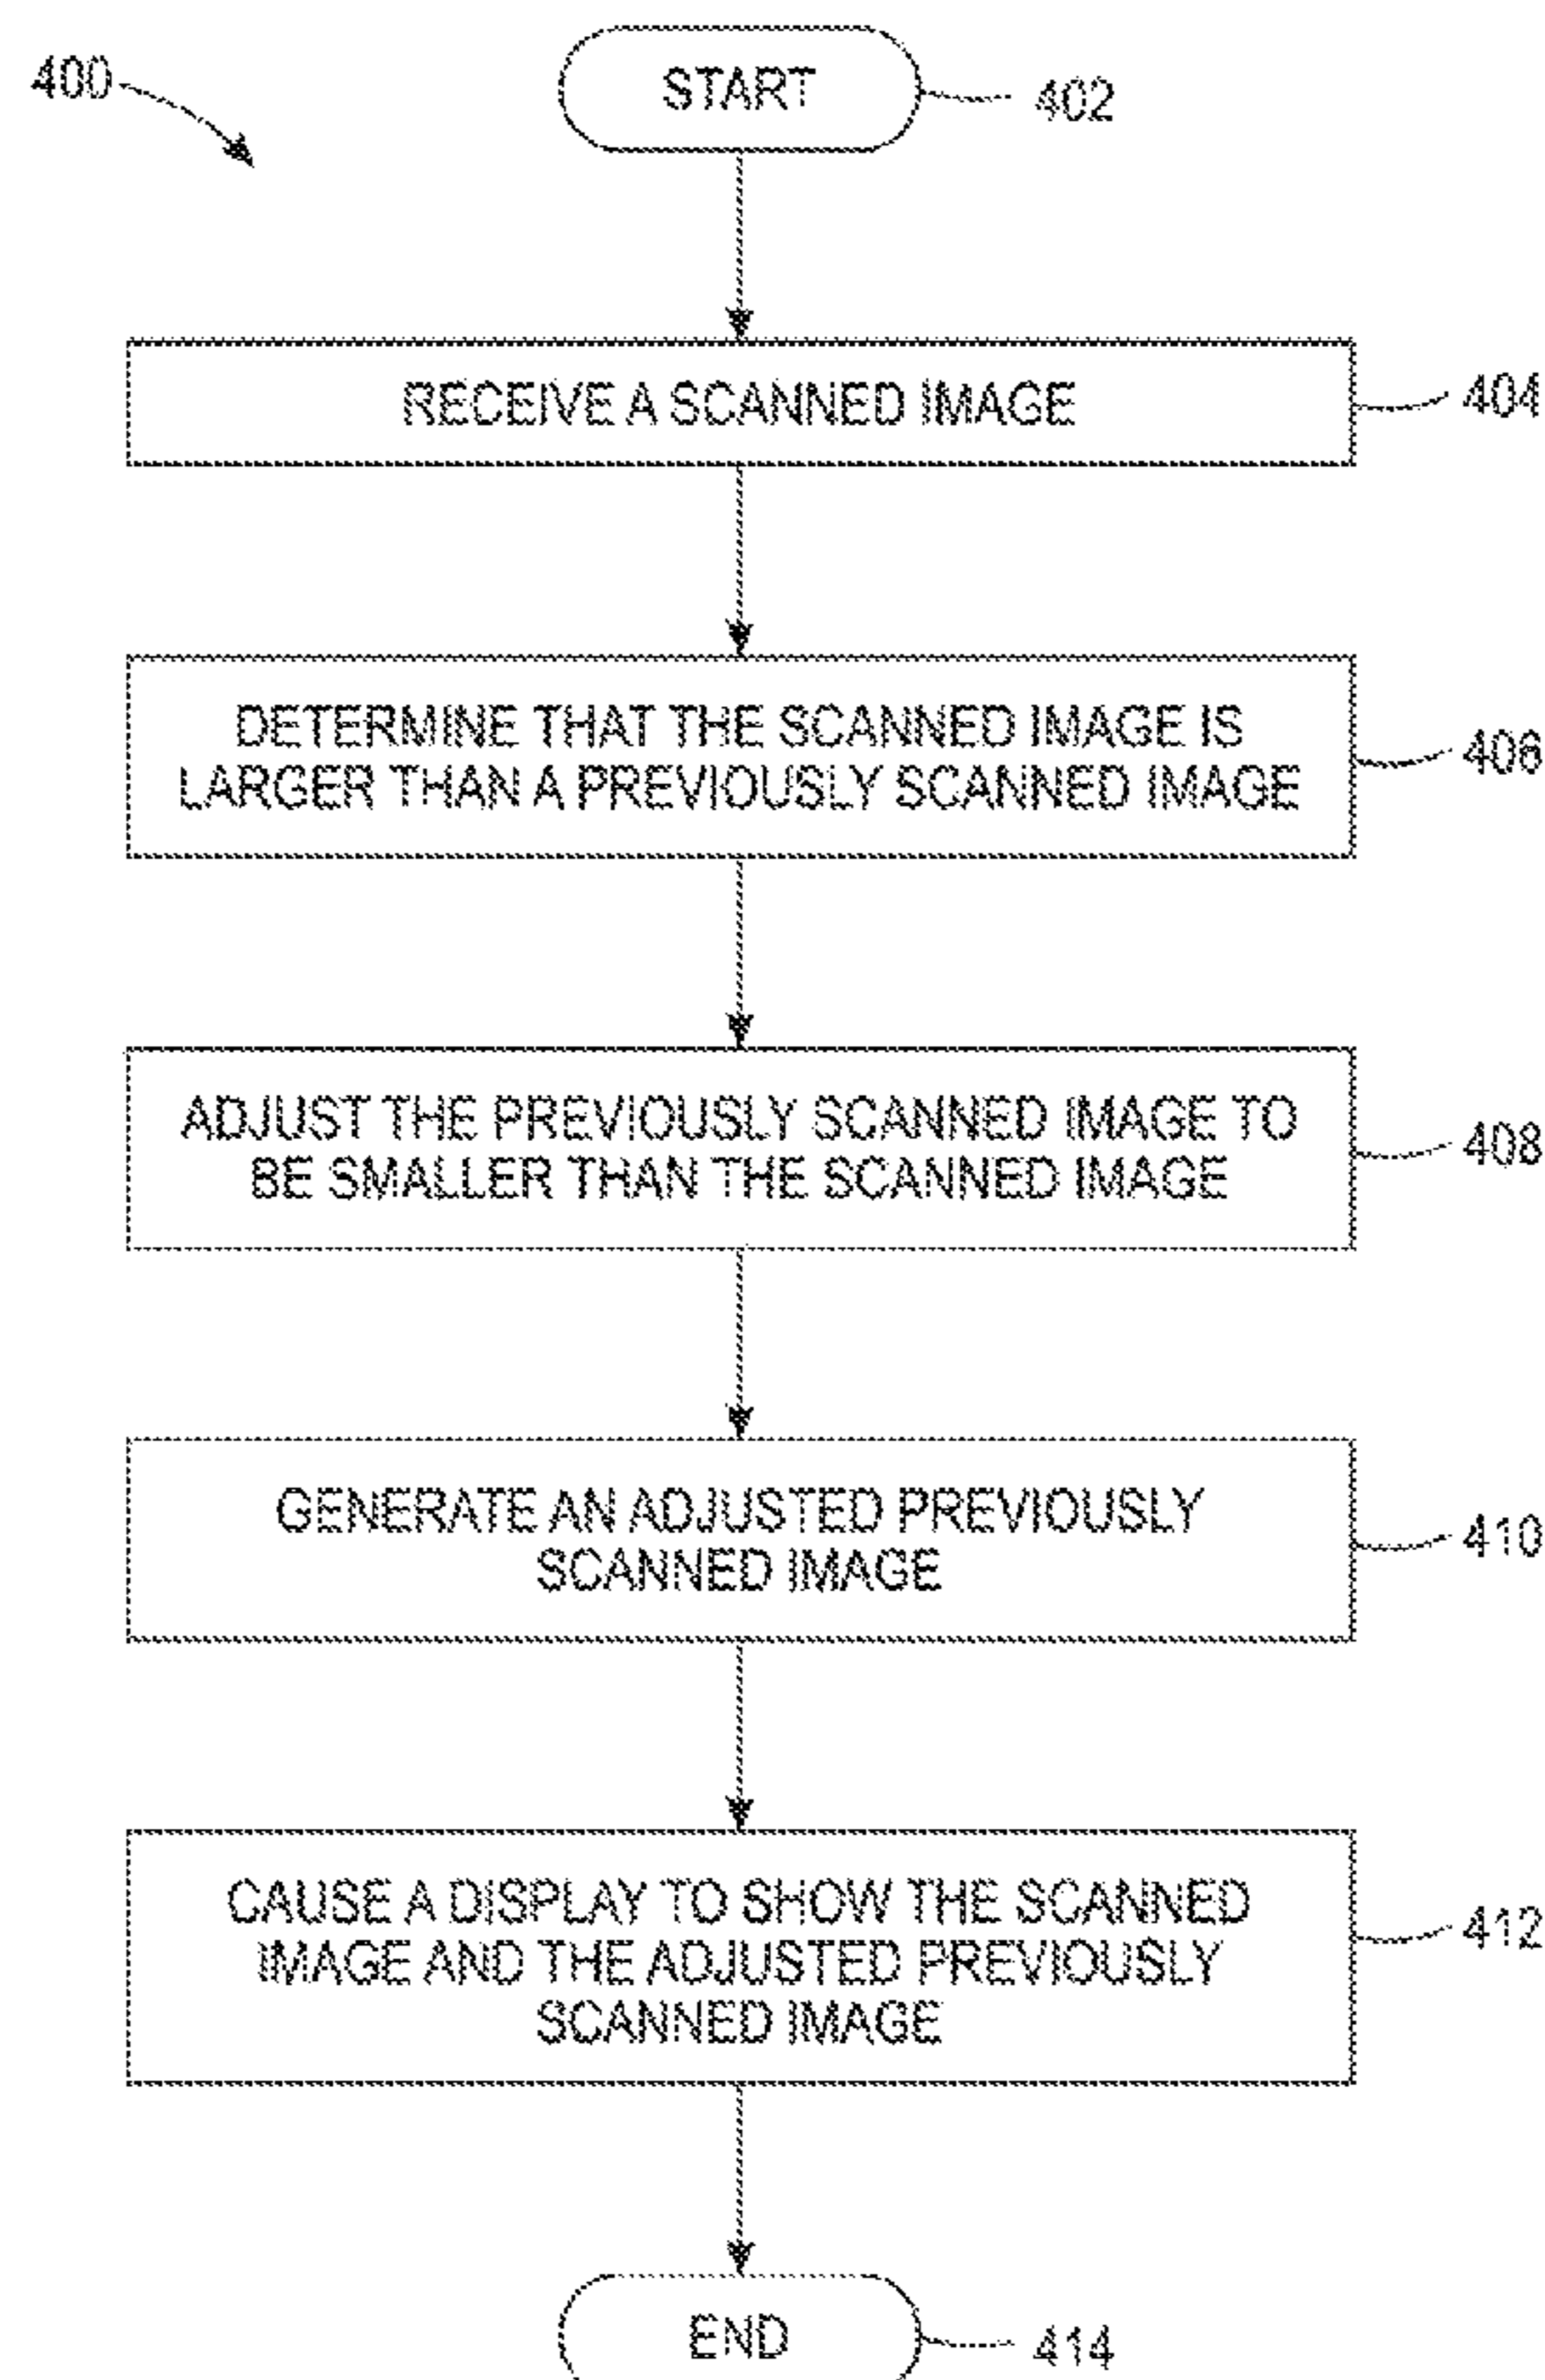 400
START
402
RECEIVE A SCANNED IMAGE
404
DETERMINE THAT THE SCANNED IMAGE IS
LARGER THAN A PREVIOUSLY SCANNED IMAGE
406
ADJUST THE PREVIOUSLY SCANNED IMAGE TO
BE SMALLER THAN THE SCANNED IMAGE
408
GENERATE AN ADJUSTED PREVIOUSLY
SCANNED IMAGE
410
CAUSE A DISPLAY TO SHOW THE SCANNED
IMAGE AND THE ADJUSTED PREVIOUSLY
SCANNED IMAGE
412
END
414